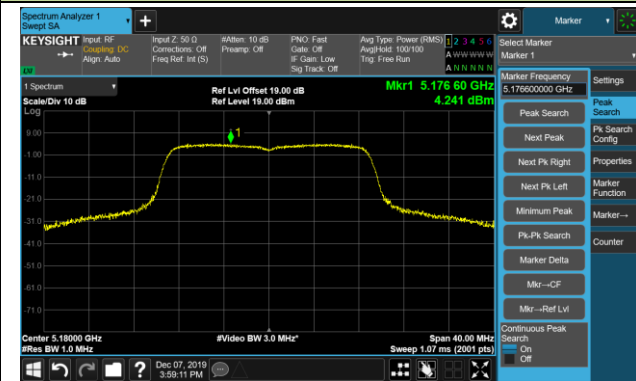 Spectrum Analyzer 1
Swept SA
Marker
KEYSIGHT
Input: RF
Coupling: DC
Align: Auto
Input Z: 50 Ω
Corrections: Off
Freq Ref: Int (S)
#Atten: 10 dB
Preamp: Off
PNO: Fast
Gate: Off
IF Gain: Low
Sig Track: Off
Avg Type: Power (RMS)
Avg|Hold: 100/100
Trig: Free Run
1 2 3 4 5 6
A W W W W W
A N N N N N
LV
Select Marker
Marker 1
1 Spectrum
Scale/Div 10 dB
Log
Ref Lvl Offset 19.00 dB
Ref Level 19.00 dBm
Mkr1 5.176 60 GHz
4.241 dBm
1
9.00
-1.00
-11.0
-21.0
-31.0
-41.0
-51.0
-61.0
-71.0
Center 5.18000 GHz
#Res BW 1.0 MHz
#Video BW 3.0 MHz*
Span 40.00 MHz
Sweep 1.07 ms (2001 pts)
Marker Frequency
5.176600000 GHz
Peak Search
Next Peak
Next Pk Right
Next Pk Left
Minimum Peak
Pk-Pk Search
Marker Delta
Mkr→CF
Mkr→Ref Lvl
Continuous Peak
Search
On
Off
Settings
Peak
Search
Pk Search
Config
Properties
Marker
Function
Marker→
Counter
Dec 07, 2019
3:59:11 PM